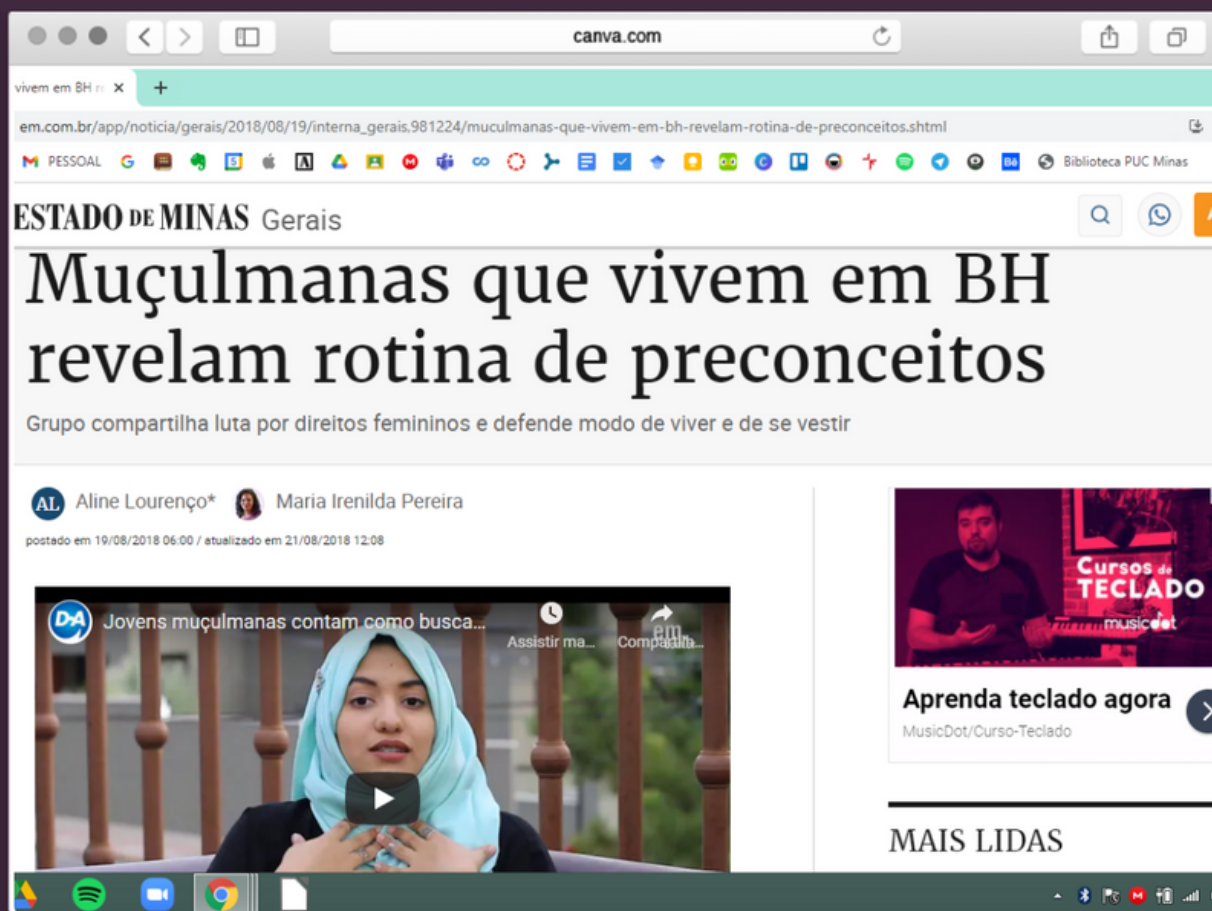 canva.com
vivem em BH
em.com.br/app/noticia/gerais/2018/08/19/interna_gerais,981224/muculmanas-que-vivem-em-bh-revelam-rotina-de-preconceitos.shtml
PESSOAL
Biblioteca PUC Minas
ESTADO DE MINAS Gerais
Muçulmanas que vivem em BH
revelam rotina de preconceitos
Grupo compartilha luta por direitos femininos e defende modo de viver e de se vestir
AL Aline Lourenço* Maria Irenilda Pereira
postado em 19/08/2018 06:00 / atualizado em 21/08/2018 12:08
DA Jovens muçulmanas contam como busca...
Assistir ma... Compartilh...
em
Cursos de
TECLADO
musicdot
Aprenda teclado agora
MusicDot/Curso-Teclado
MAIS LIDAS